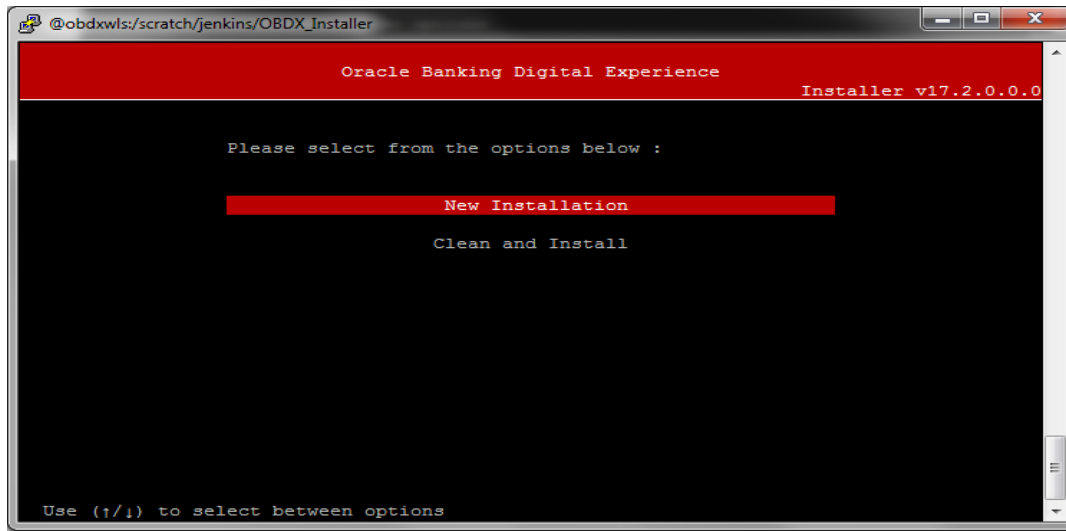 @obdxwls:/scratch/jenkins/OBDX_Installer
Oracle Banking Digital Experience
Installer v17.2.0.0.0
Please select from the options below :
New Installation
Clean and Install
Use (↑/↓) to select between options